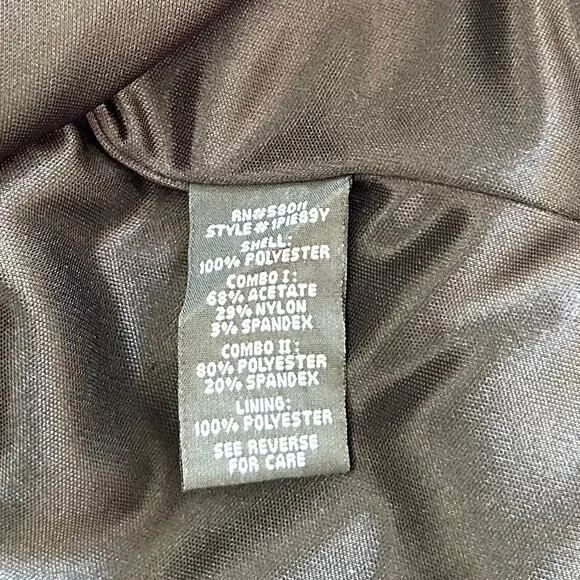 RN#59011
STYLE #1P1E89Y
SHELL:
100% POLYESTER
COMBO I:
68% ACETATE
29% NYLON
3% SPANDEX
COMBO II:
80% POLYESTER
20% SPANDEX
LINING:
100% POLYESTER
SEE REVERSE
FOR CARE